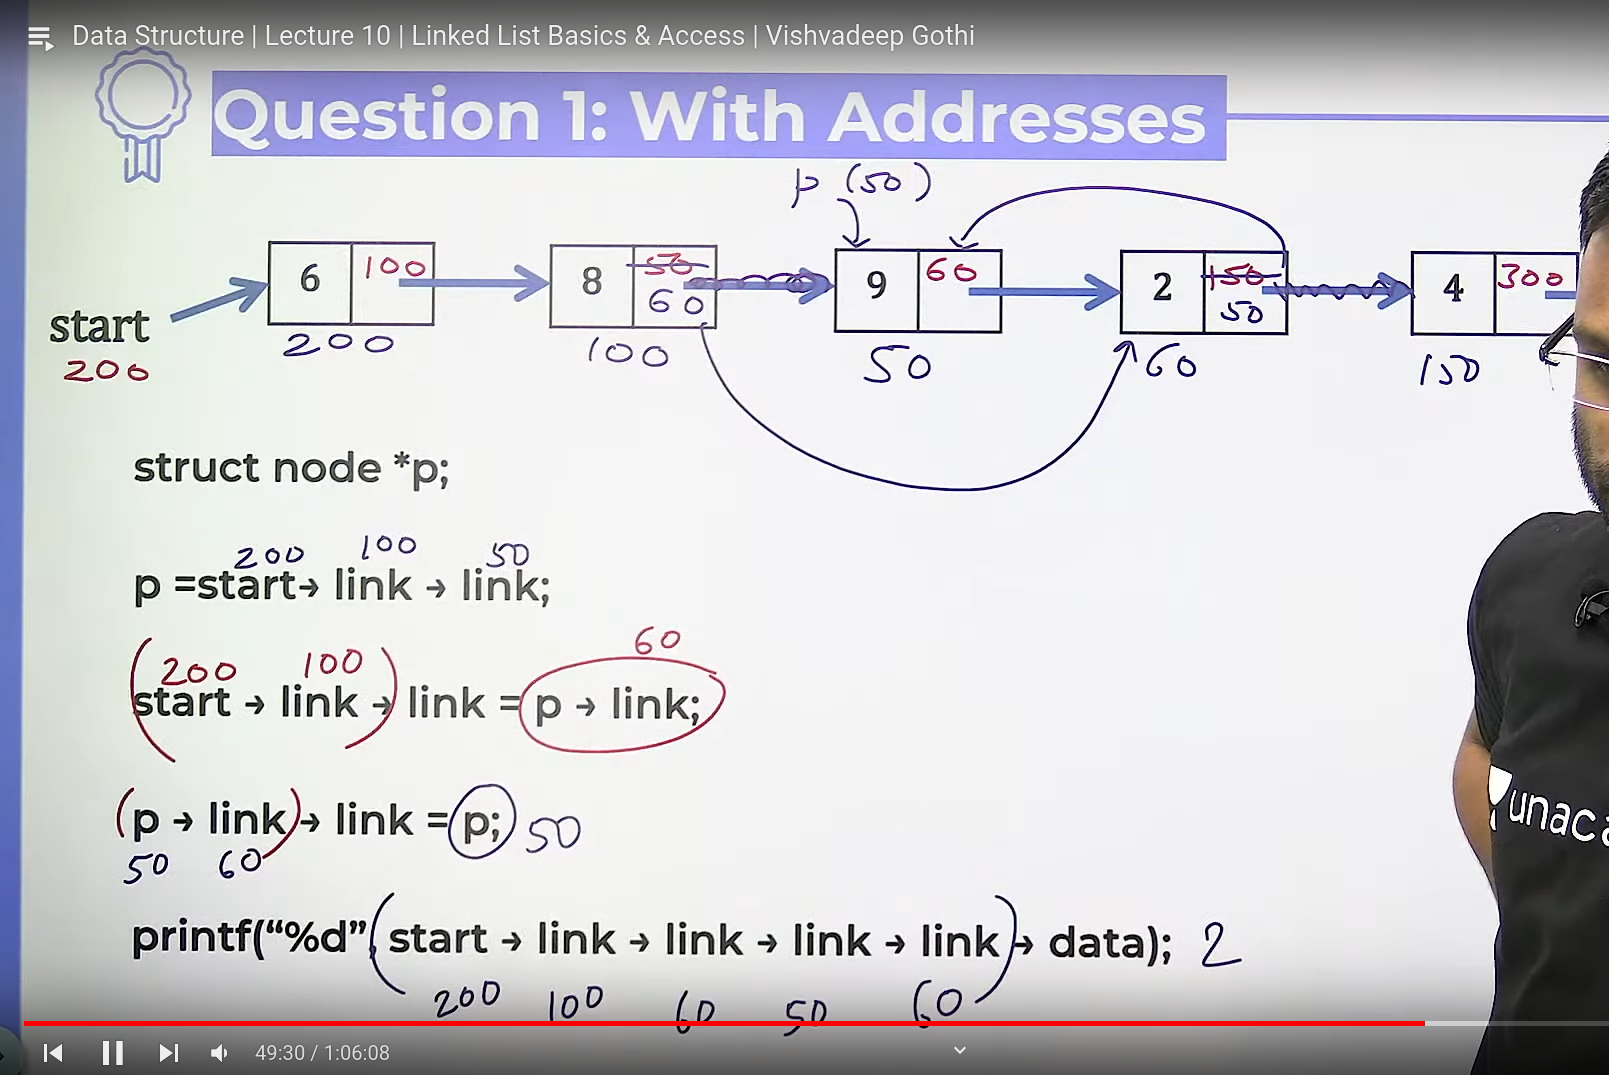 Data Structure | Lecture 10 | Linked List Basics & Access | Vishvadeep Gothi
Question 1: With Addresses
p (50)
6 100 8 50 60 9 60 2 150 50 4 300
start
200
200 100 50 60 150
struct node *p;
200 100 50
p =start→ link → link;
60
200 100
(start → link →) link = p → link;
(p → link)→ link = p; 50
50 60
printf("%d", (start → link → link → link → link)→ data); 2
200 100 60 50 60
unaca
49:30 / 1:06:08